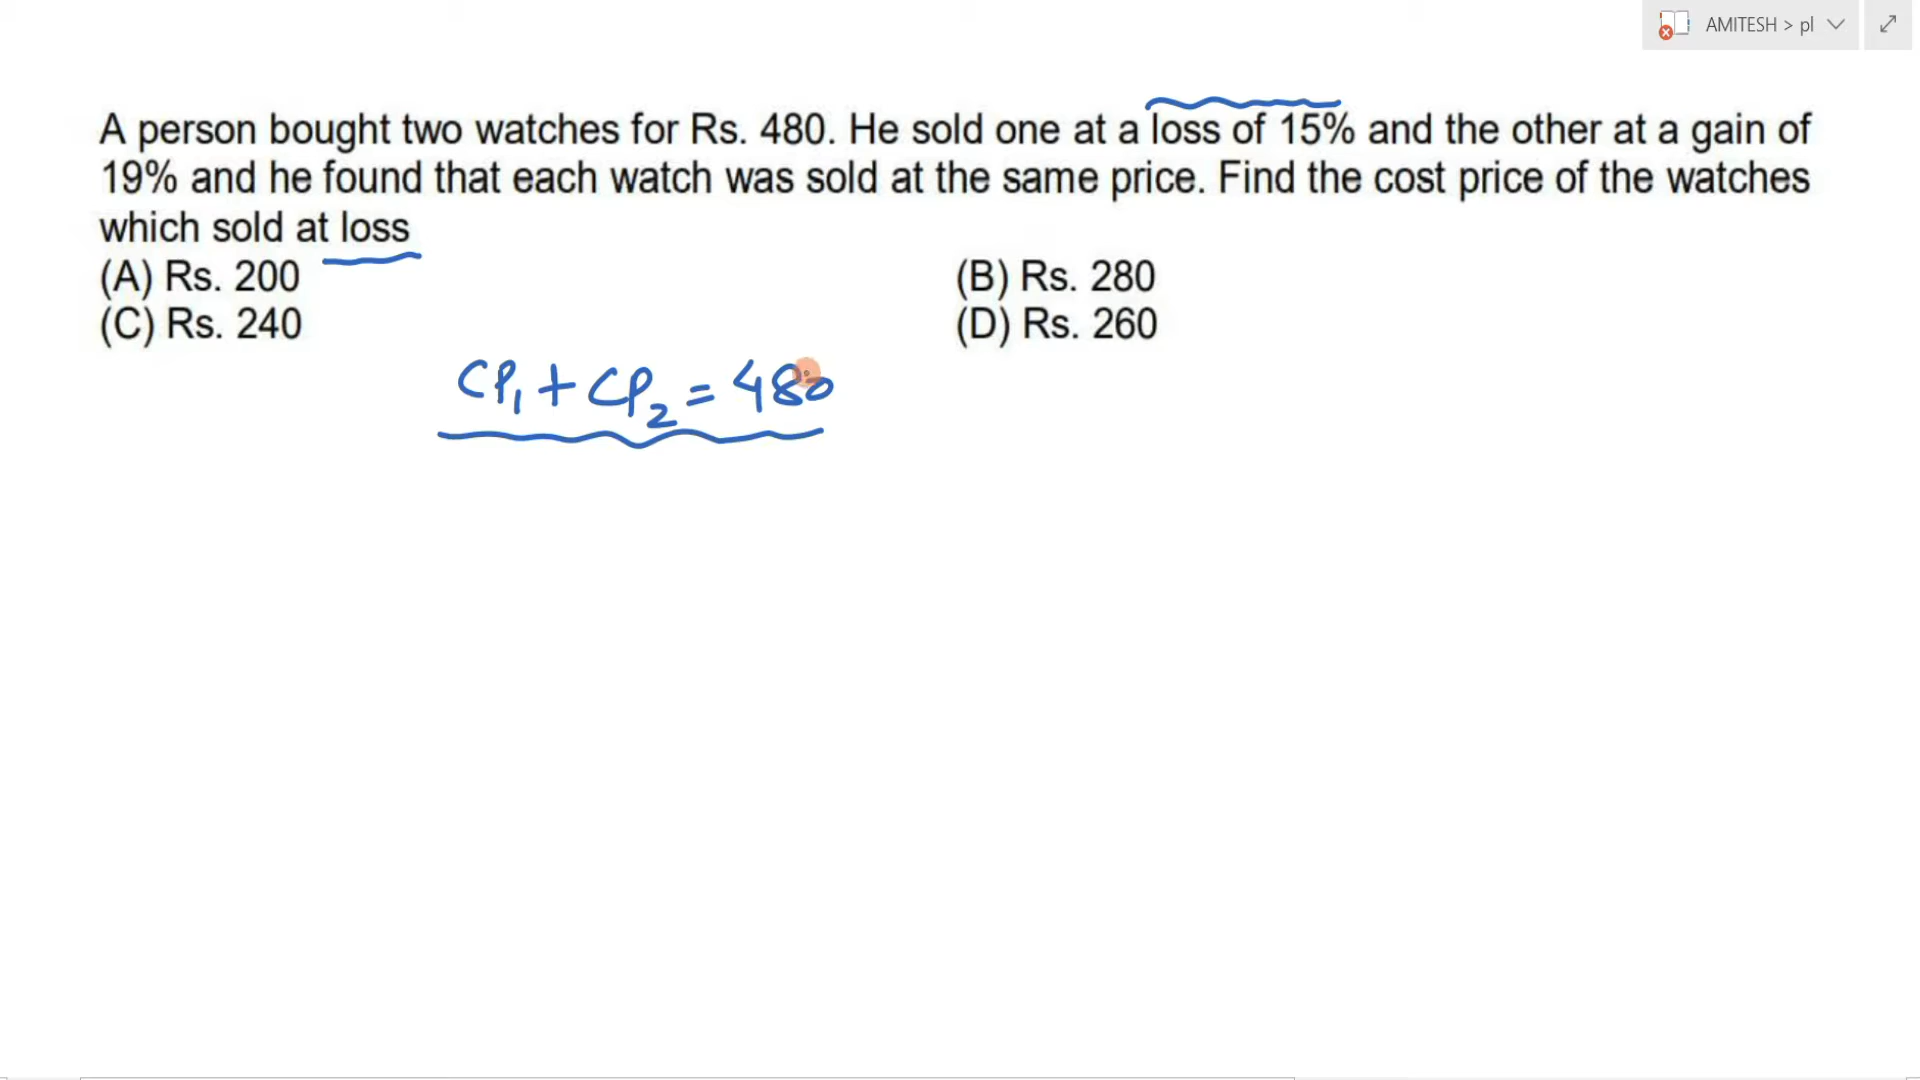 AMITESH > pl
A person bought two watches for Rs. 480. He sold one at a loss of 15% and the other at a gain of
19% and he found that each watch was sold at the same price. Find the cost price of the watches
which sold at loss
(A) Rs. 200 (B) Rs. 280
(C) Rs. 240 (D) Rs. 260
CP₁ + CP₂ = 480